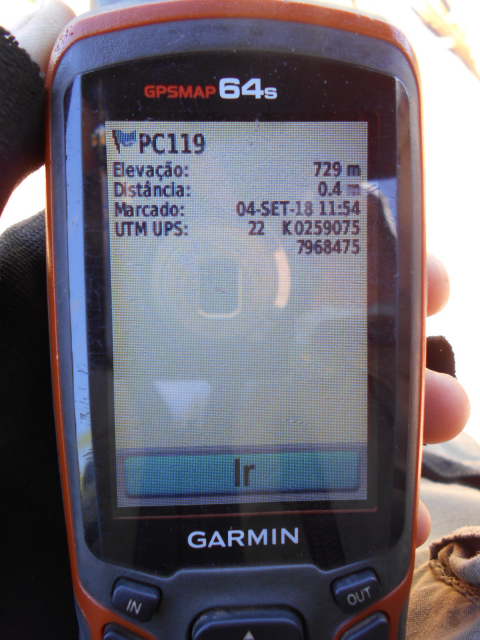 GPSMAP 64s
PC119
Elevação: 729 m
Distância: 0.4 m
Marcado: 04-SET-18 11:54
UTM UPS: 22 K0259075
7968475
Ir
GARMIN
IN
OUT